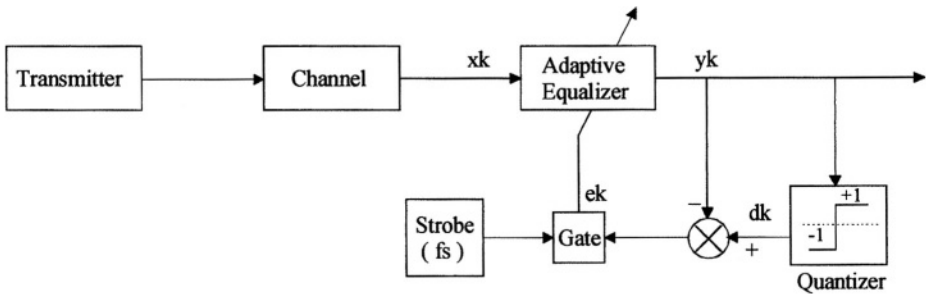 Transmitter
Channel
xk
Adaptive
Equalizer
yk
ek
Strobe
( fs )
Gate
−
dk
+
+1
-1
Quantizer